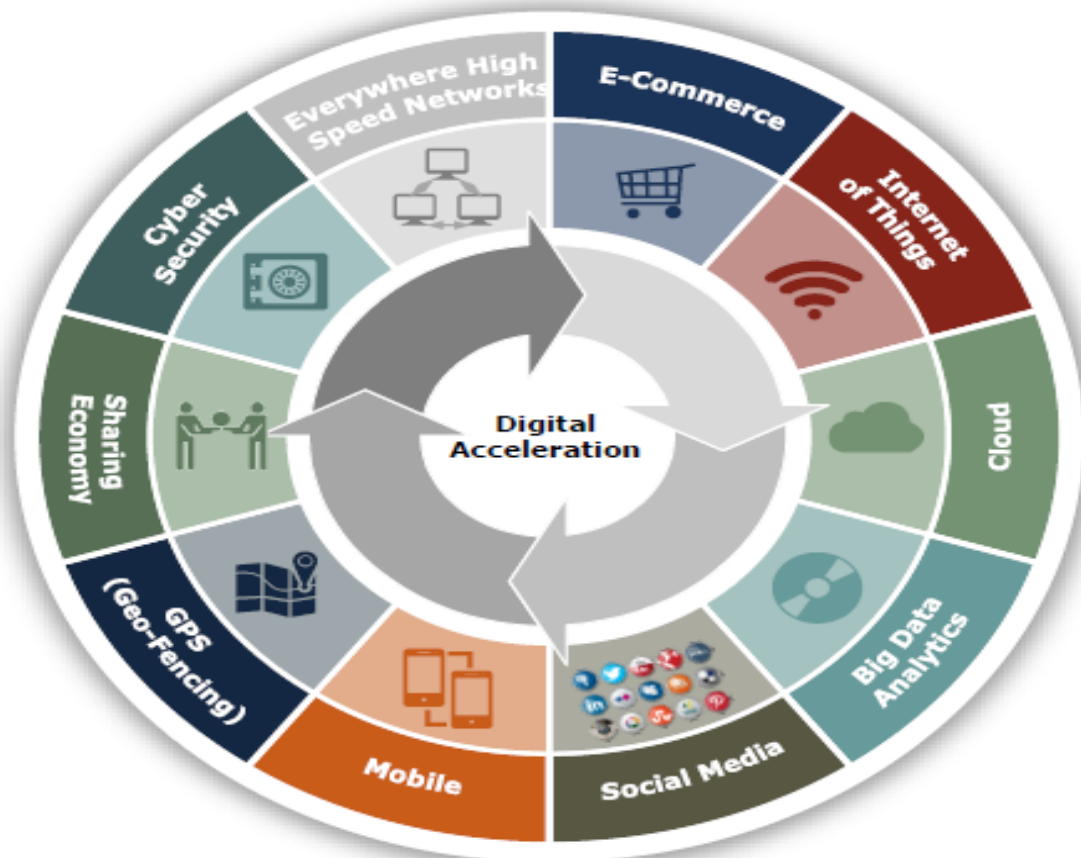 Everywhere High
Speed Networks
E-Commerce
Internet
of Things
Cloud
Big Data
Analytics
Social Media
Mobile
GPS
(Geo-Fencing)
Sharing
Economy
Cyber
Security
Digital
Acceleration